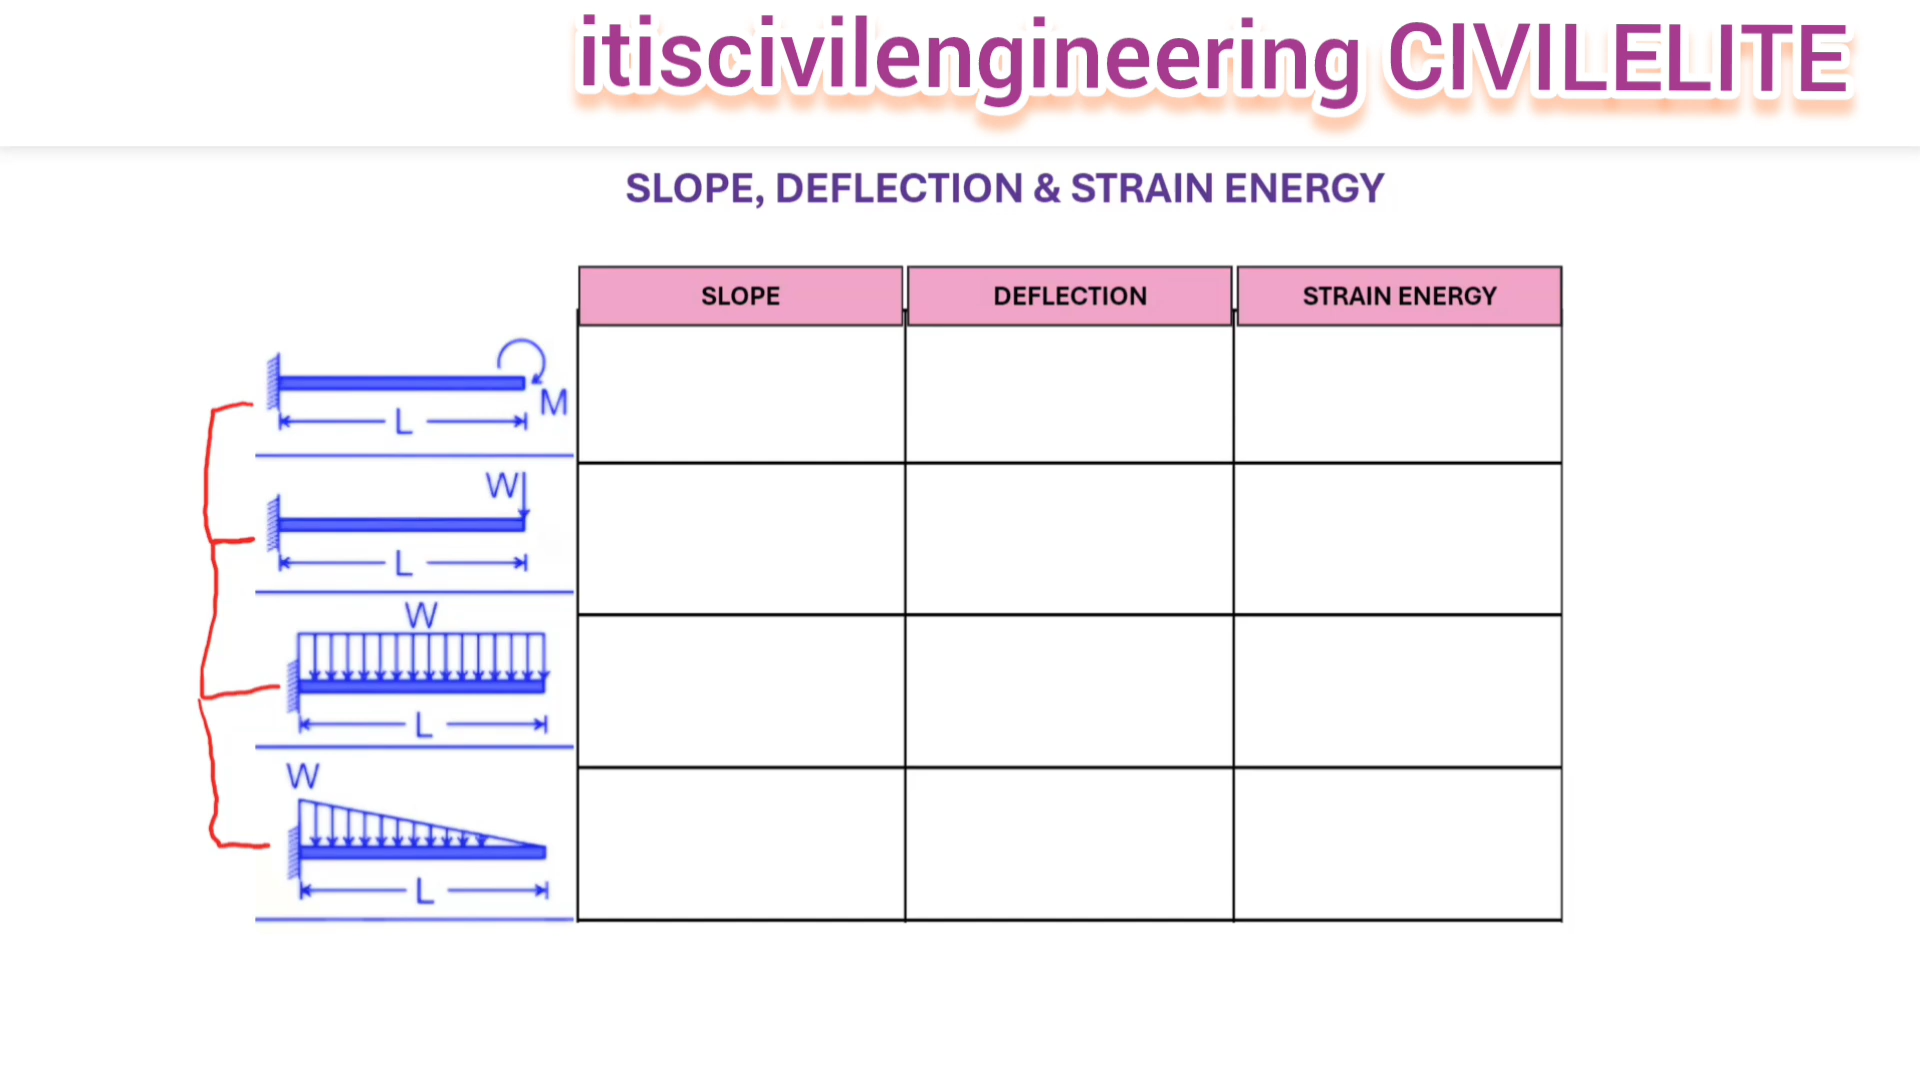 itiscivilengineering CIVILELITE
SLOPE, DEFLECTION & STRAIN ENERGY
SLOPE DEFLECTION STRAIN ENERGY
M
L
W
L
W
L
W
L